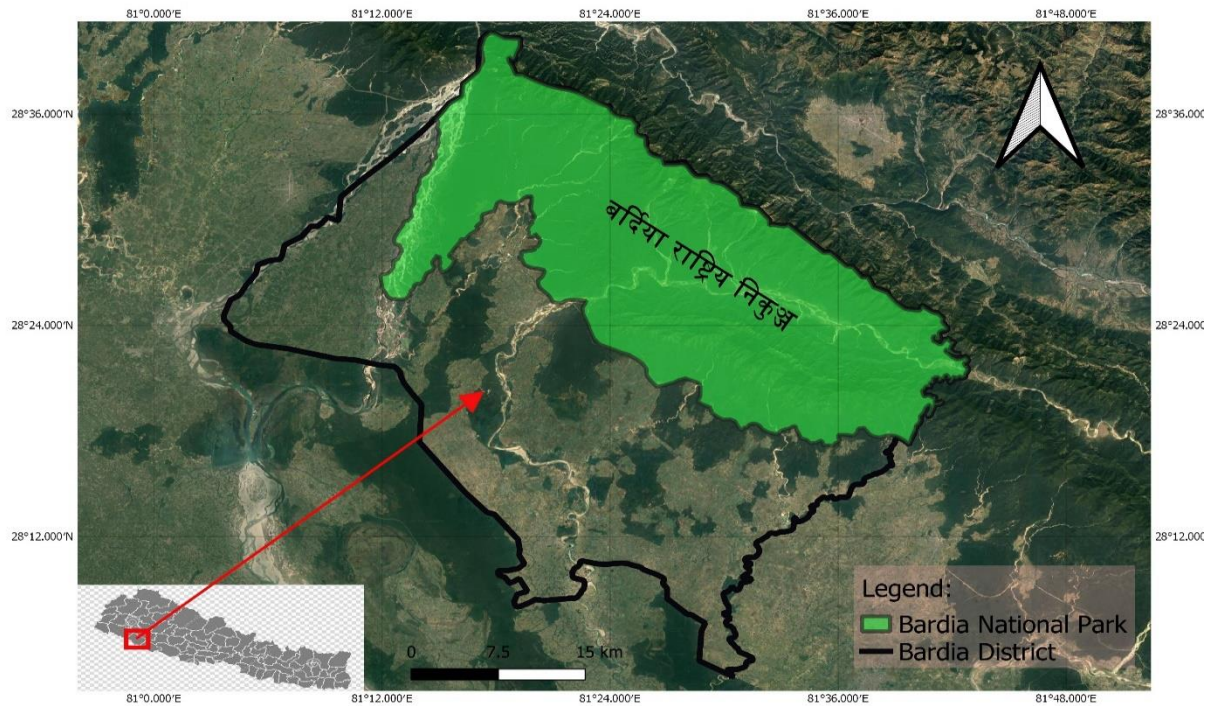 81°0.000'E 81°12.000'E 81°24.000'E 81°36.000'E 81°48.000'E
28°36.000'N 28°36.000'N
बर्दिया राष्ट्रिय निकुञ्ज
28°24.000'N 28°24.000'N
28°12.000'N 28°12.000'N
Legend:
Bardia National Park
Bardia District
0 7.5 15 km
81°0.000'E 81°12.000'E 81°24.000'E 81°36.000'E 81°48.000'E